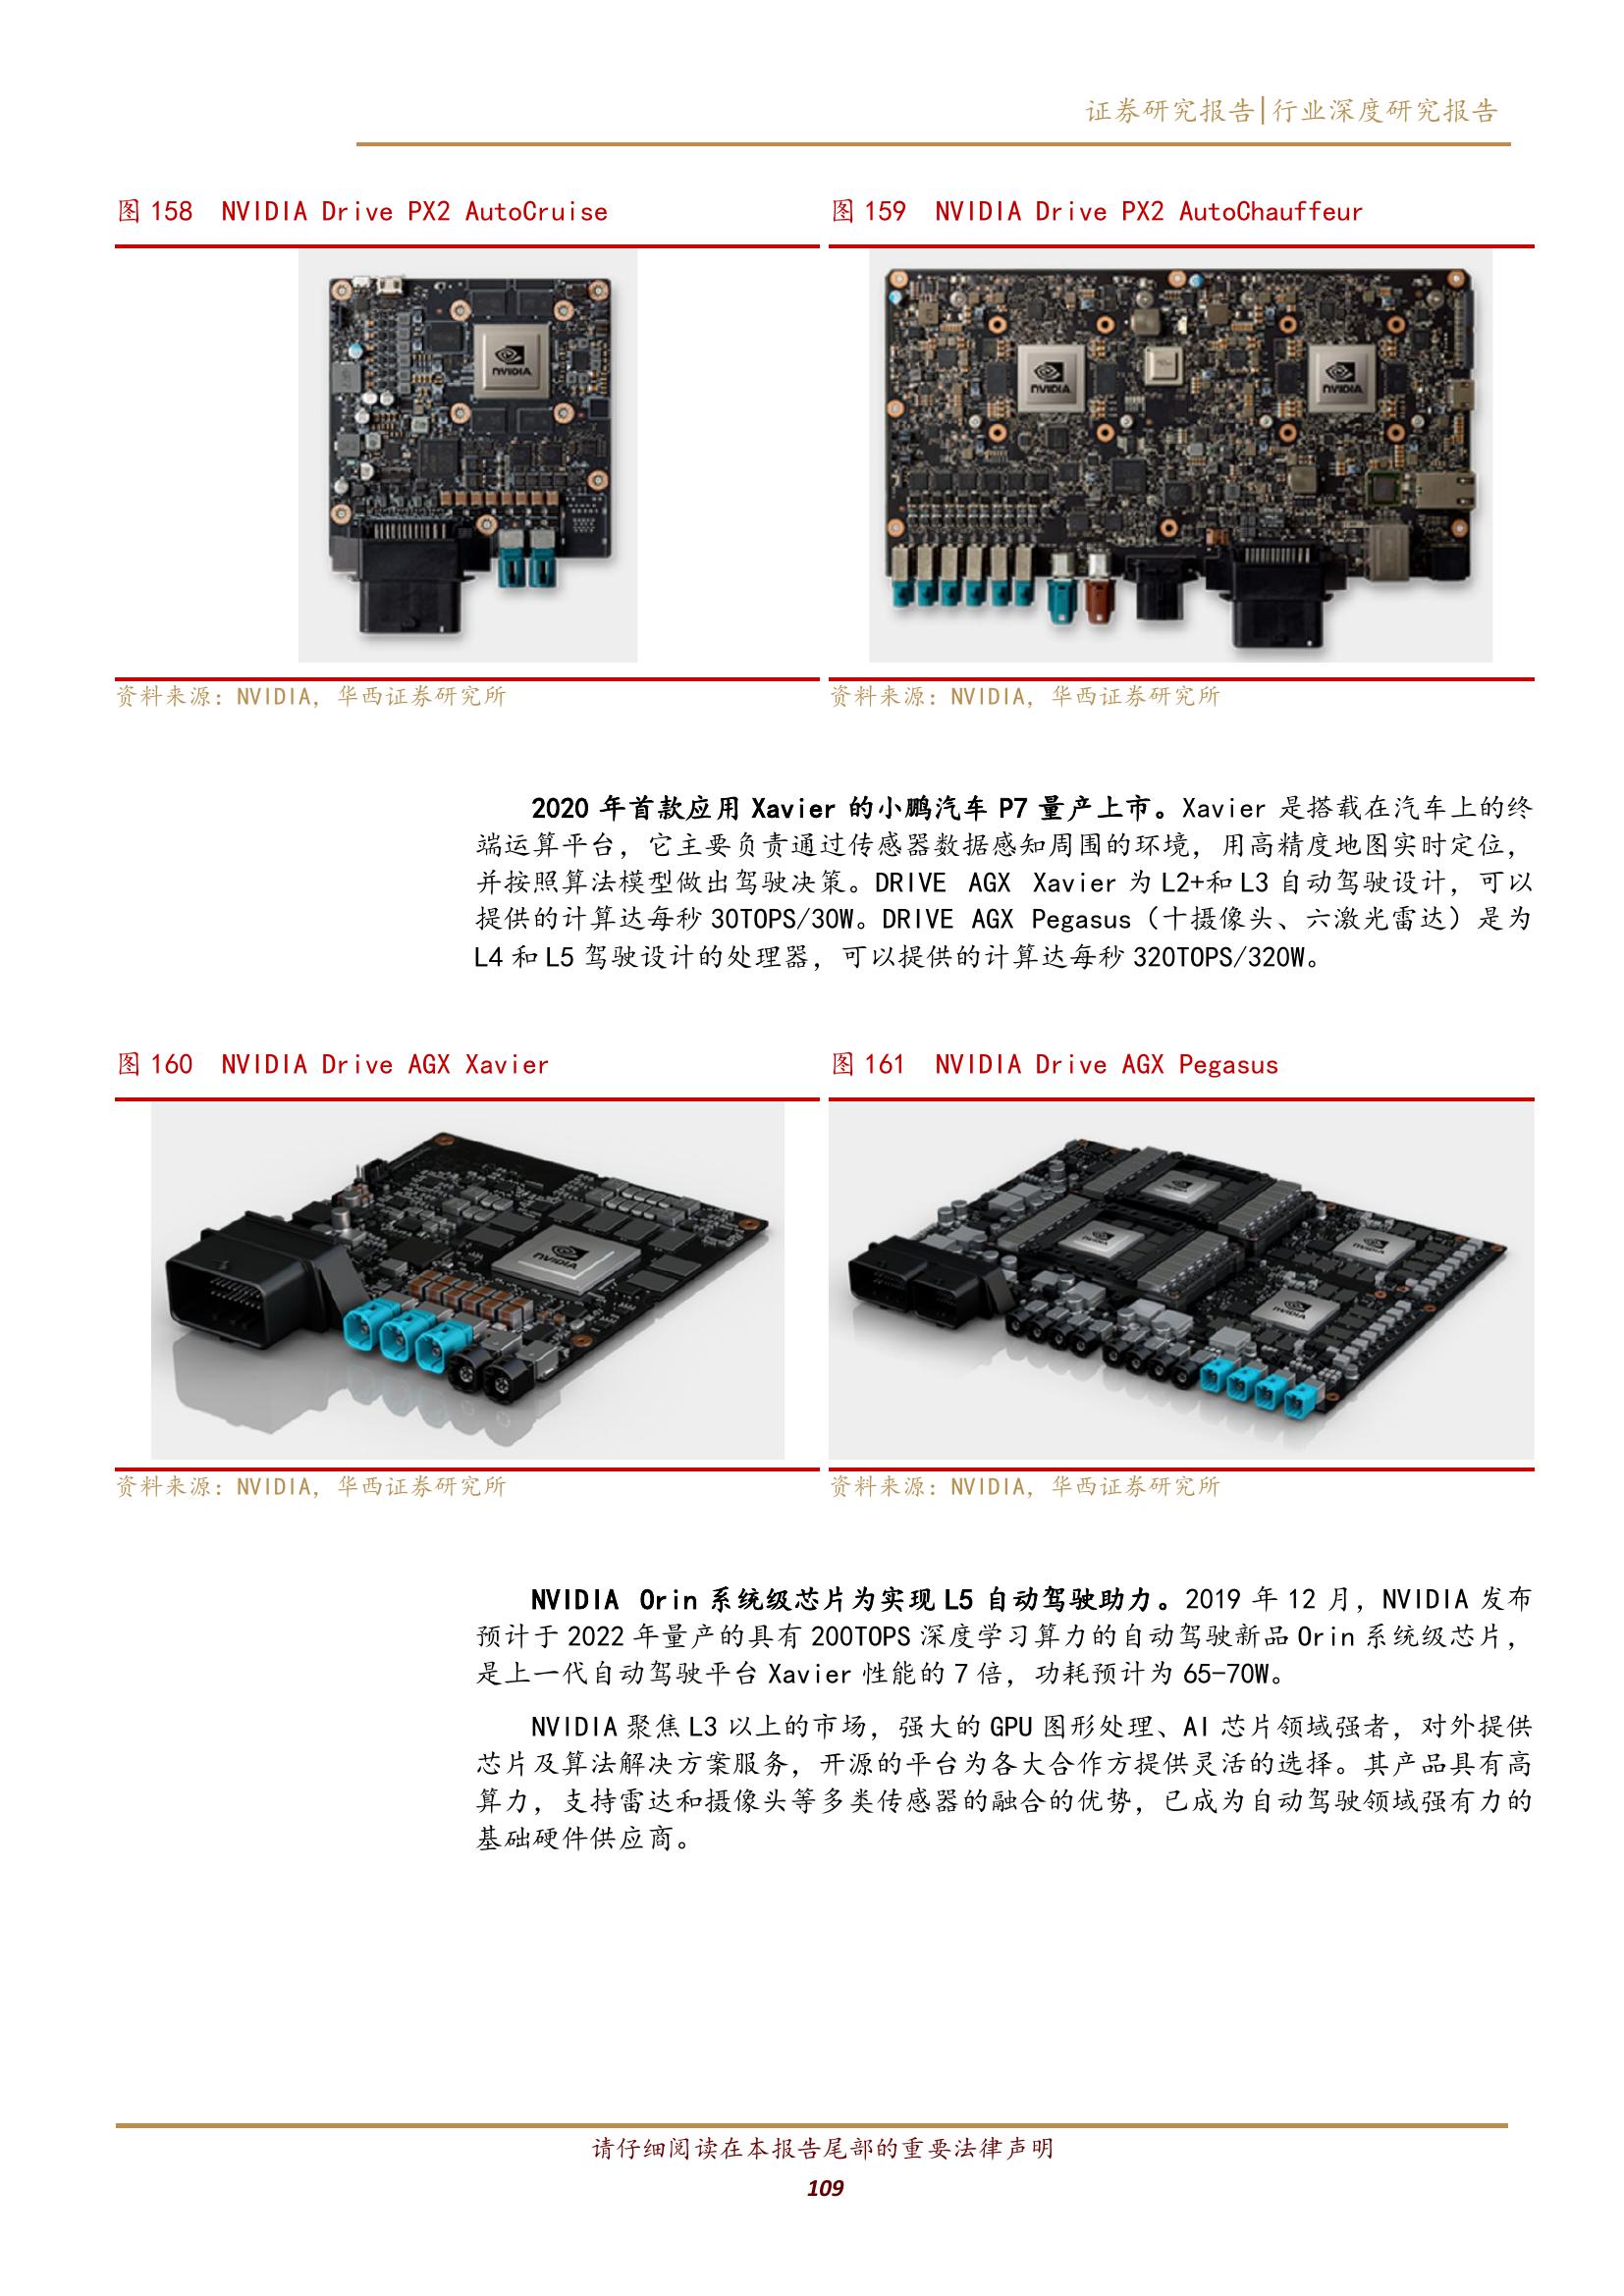 证券研究报告|行业深度研究报告
图 158 NVIDIA Drive PX2 AutoCruise
图 159 NVIDIA Drive PX2 AutoChauffeur
NVIDIA
NVIDIA
NVIDIA
资料来源：NVIDIA，华西证券研究所
资料来源：NVIDIA，华西证券研究所
2020 年首款应用 Xavier 的小鹏汽车 P7 量产上市。Xavier 是搭载在汽车上的终
端运算平台，它主要负责通过传感器数据感知周围的环境，用高精度地图实时定位，
并按照算法模型做出驾驶决策。DRIVE AGX Xavier 为 L2+和 L3 自动驾驶设计，可以
提供的计算达每秒 30TOPS/30W。DRIVE AGX Pegasus（十摄像头、六激光雷达）是为
L4 和 L5 驾驶设计的处理器，可以提供的计算达每秒 320TOPS/320W。
图 160 NVIDIA Drive AGX Xavier
图 161 NVIDIA Drive AGX Pegasus
NVIDIA
NVIDIA
NVIDIA
NVIDIA
NVIDIA
资料来源：NVIDIA，华西证券研究所
资料来源：NVIDIA，华西证券研究所
NVIDIA Orin 系统级芯片为实现 L5 自动驾驶助力。2019 年 12 月，NVIDIA 发布
预计于 2022 年量产的具有 200TOPS 深度学习算力的自动驾驶新品 Orin 系统级芯片，
是上一代自动驾驶平台 Xavier 性能的 7 倍，功耗预计为 65-70W。
NVIDIA 聚焦 L3 以上的市场，强大的 GPU 图形处理、AI 芯片领域强者，对外提供
芯片及算法解决方案服务，开源的平台为各大合作方提供灵活的选择。其产品具有高
算力，支持雷达和摄像头等多类传感器的融合的优势，已成为自动驾驶领域强有力的
基础硬件供应商。
请仔细阅读在本报告尾部的重要法律声明
109